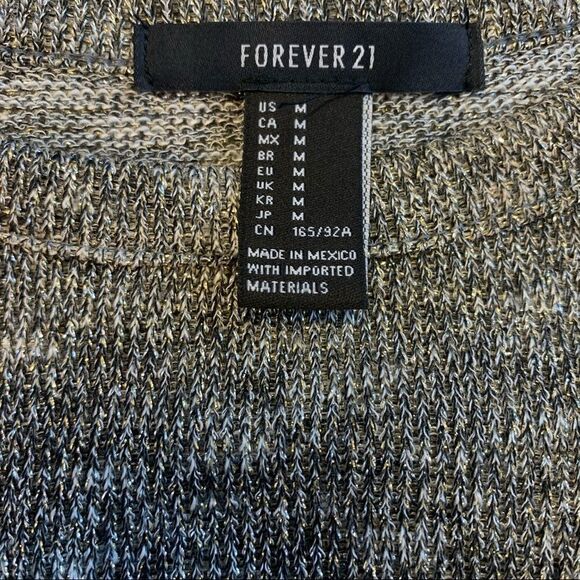 FOREVER 21
US M
CA M
MX M
BR M
EU M
UK M
KR M
JP M
CN 165/92A
MADE IN MEXICO
WITH IMPORTED
MATERIALS